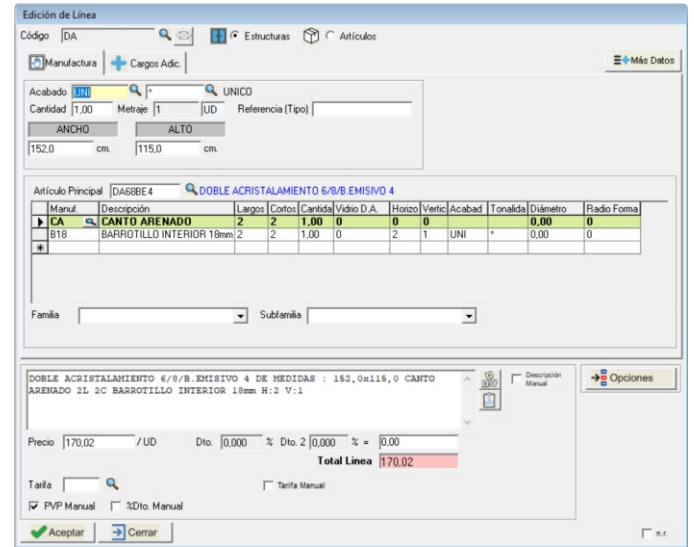 Edición de Línea
Código DA Estructuras Artículos
Manufactura Cargos Adic. Más Datos
Acabado UNI * UNICO
Cantidad 1,00 Metraje 1 UD Referencia (Tipo)
ANCHO ALTO
152,0 cm. 115,0 cm.
Artículo Principal DA68BE4 DOBLE ACRISTALAMIENTO 6/8/B.EMISIVO 4
Manuf. Descripción Largos Cortos Cantida Vidrio D.A. Horizo Vertic Acabad Tonalida Diámetro Radio Forma
CA CANTO ARENADO 2 2 1,00 0 0 0 0,00 0
B18 BARROTILLO INTERIOR 18mm 2 2 1,00 0 2 1 UNI * 0,00 0
Familia Subfamilia
DOBLE ACRISTALAMIENTO 6/8/B.EMISIVO 4 DE MEDIDAS : 152,0x115,0 CANTO
ARENADO 2L 2C BARROTILLO INTERIOR 18mm H:2 V:1
Descripción
Manual
Opciones
Precio 170,02 / UD Dto. 0,000 % Dto. 2 0,000 % = 0,00
Total Linea 170,02
Tarifa Tarifa Manual
PVP Manual %Dto. Manual
Aceptar Cerrar n.r.